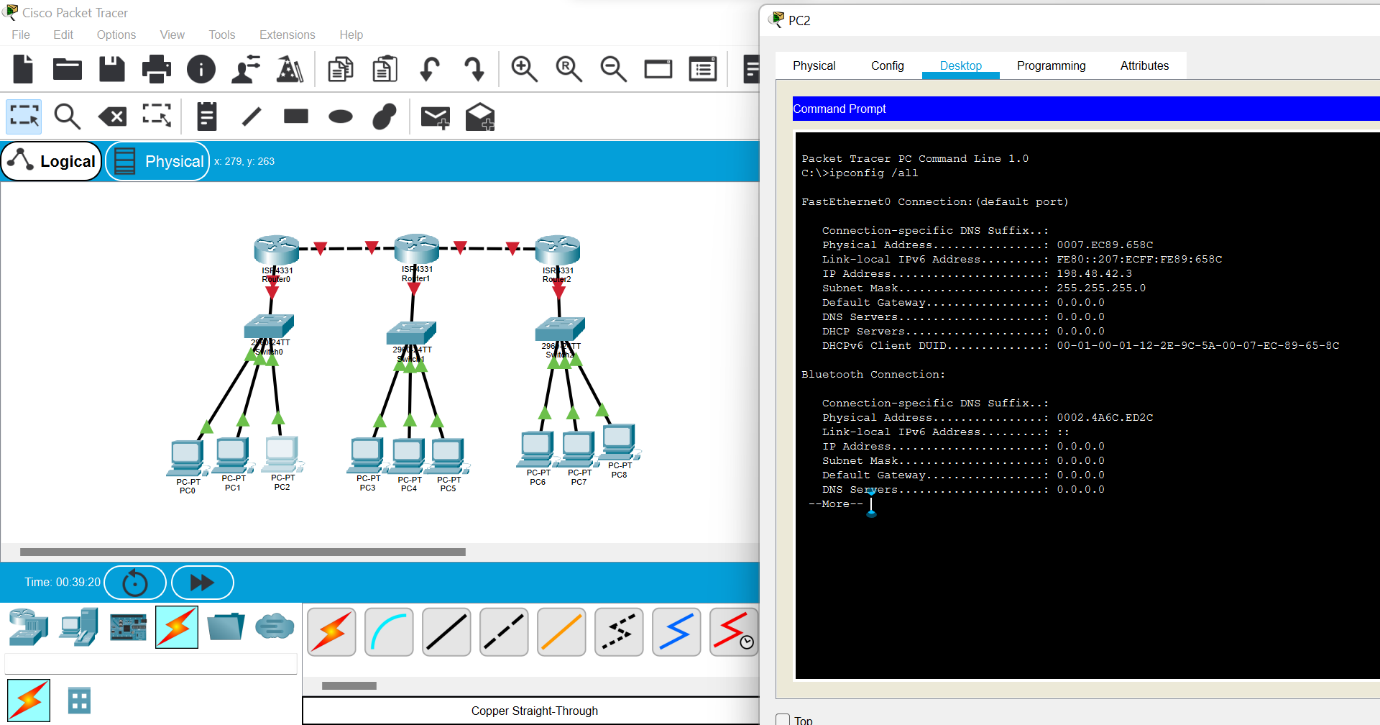 Cisco Packet Tracer
File Edit Options View Tools Extensions Help
Logical
Physical
x: 279, y: 263
ISR4331
Router0
ISR4331
Router1
ISR4331
Router2
2960-24TT
Switch0
2960-24TT
Switch1
2960-24TT
Switch2
PC-PT
PC0
PC-PT
PC1
PC-PT
PC2
PC-PT
PC3
PC-PT
PC4
PC-PT
PC5
PC-PT
PC6
PC-PT
PC7
PC-PT
PC8
Time: 00:39:20
Copper Straight-Through
PC2
Physical Config Desktop Programming Attributes
Command Prompt
Packet Tracer PC Command Line 1.0
C:\>ipconfig /all
FastEthernet0 Connection:(default port)
Connection-specific DNS Suffix..:
Physical Address................: 0007.EC89.658C
Link-local IPv6 Address.........: FE80::207:ECFF:FE89:658C
IP Address......................: 198.48.42.3
Subnet Mask.....................: 255.255.255.0
Default Gateway.................: 0.0.0.0
DNS Servers.....................: 0.0.0.0
DHCP Servers....................: 0.0.0.0
DHCPv6 Client DUID..............: 00-01-00-01-12-2E-9C-5A-00-07-EC-89-65-8C
Bluetooth Connection:
Connection-specific DNS Suffix..:
Physical Address................: 0002.4A6C.ED2C
Link-local IPv6 Address.........: ::
IP Address......................: 0.0.0.0
Subnet Mask.....................: 0.0.0.0
Default Gateway.................: 0.0.0.0
DNS Servers.....................: 0.0.0.0
--More--
Top